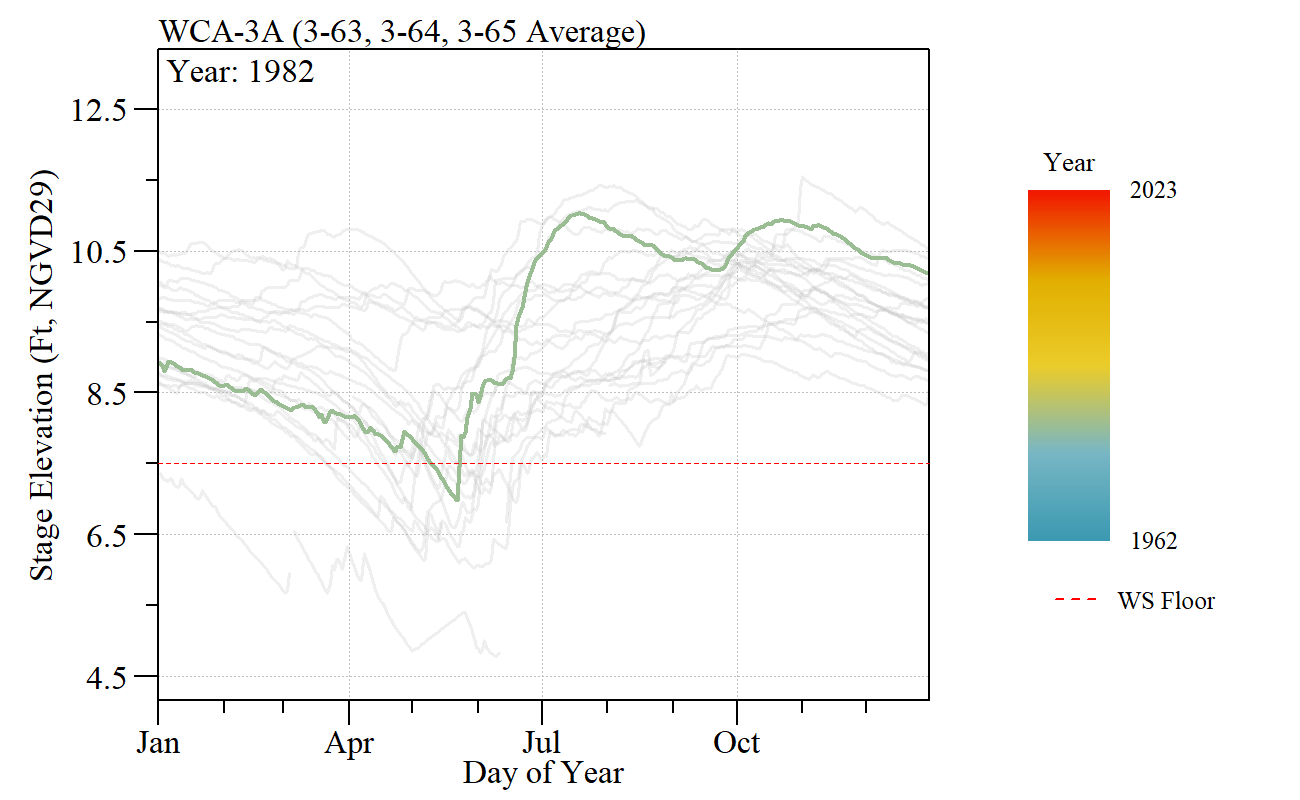 WCA-3A (3-63, 3-64, 3-65 Average)
Year: 1982
12.5
10.5
8.5
6.5
4.5
Stage Elevation (Ft, NGVD29)
Jan
Apr
Jul
Oct
Day of Year
Year
2023
1962
WS Floor